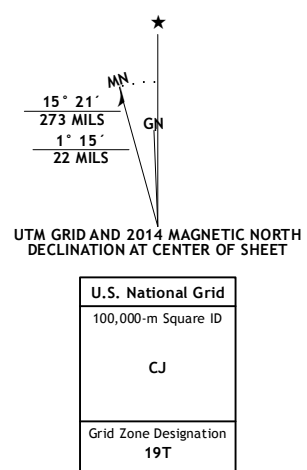 ★
MN
15° 21´
273 MILS
GN
1° 15´
22 MILS
UTM GRID AND 2014 MAGNETIC NORTH
DECLINATION AT CENTER OF SHEET
U.S. National Grid
100,000-m Square ID
CJ
Grid Zone Designation
19T